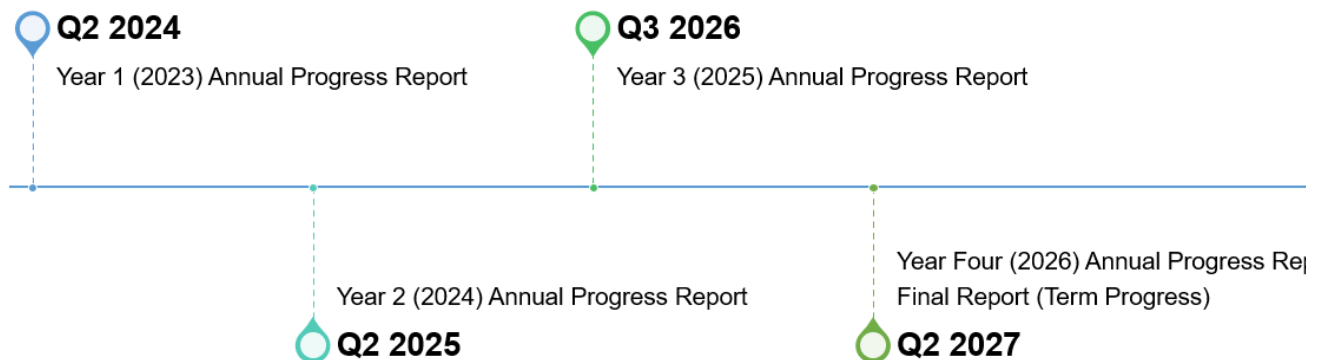 Q2 2024
Year 1 (2023) Annual Progress Report
Q3 2026
Year 3 (2025) Annual Progress Report
Year 2 (2024) Annual Progress Report
Q2 2025
Year Four (2026) Annual Progress
Final Report (Term Progress)
Q2 2027